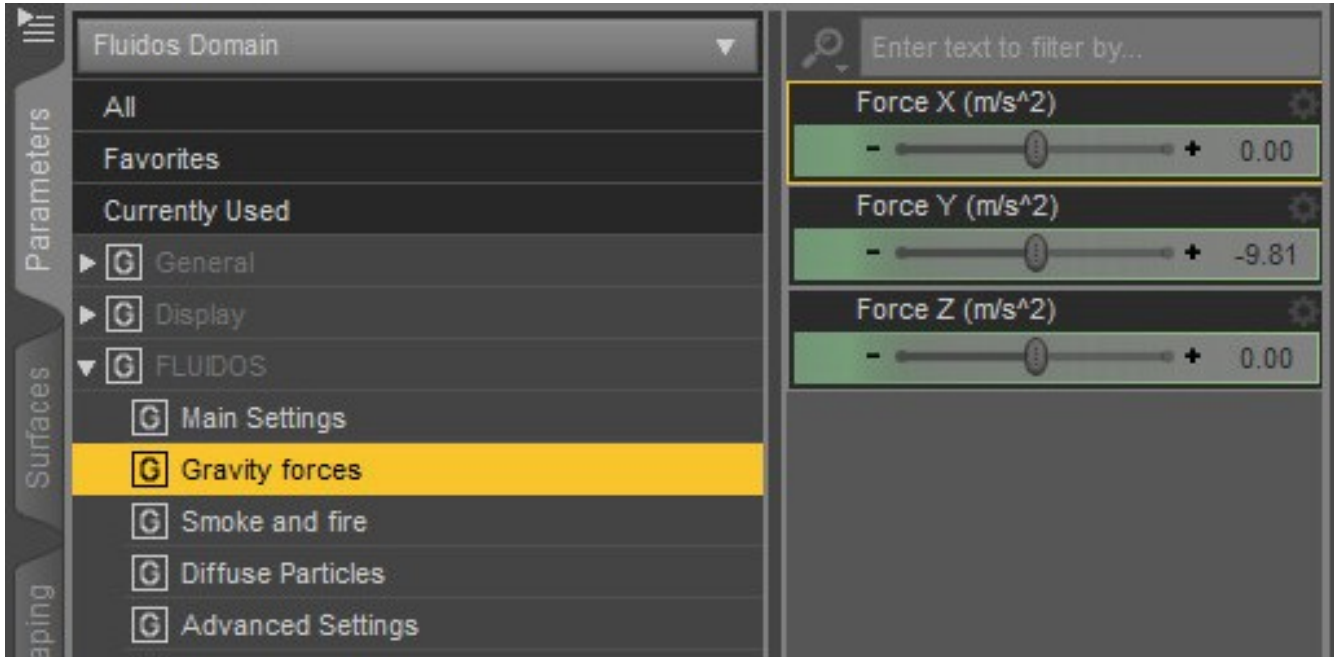 Parameters
Surfaces
aping
Fluidos Domain
All
Favorites
Currently Used
G General
G Display
G FLUIDOS
G Main Settings
G Gravity forces
G Smoke and fire
G Diffuse Particles
G Advanced Settings
Enter text to filter by...
Force X (m/s^2)
- + 0.00
Force Y (m/s^2)
- + -9.81
Force Z (m/s^2)
- + 0.00